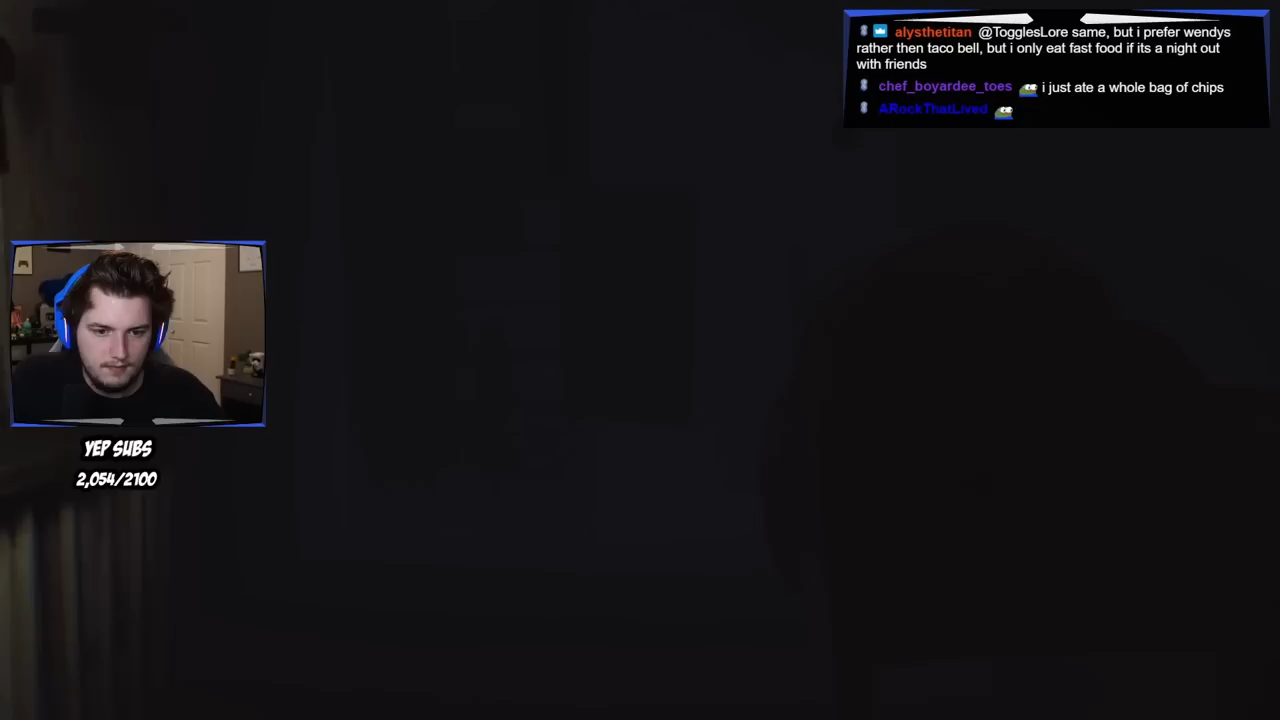 alysthetitan @TogglesLore same, but i prefer wendys
rather then taco bell, but i only eat fast food if its a night out
with friends
chef_boyardee_toes i just ate a whole bag of chips
ARockThatLived
YEP SUBS
2,054/2100